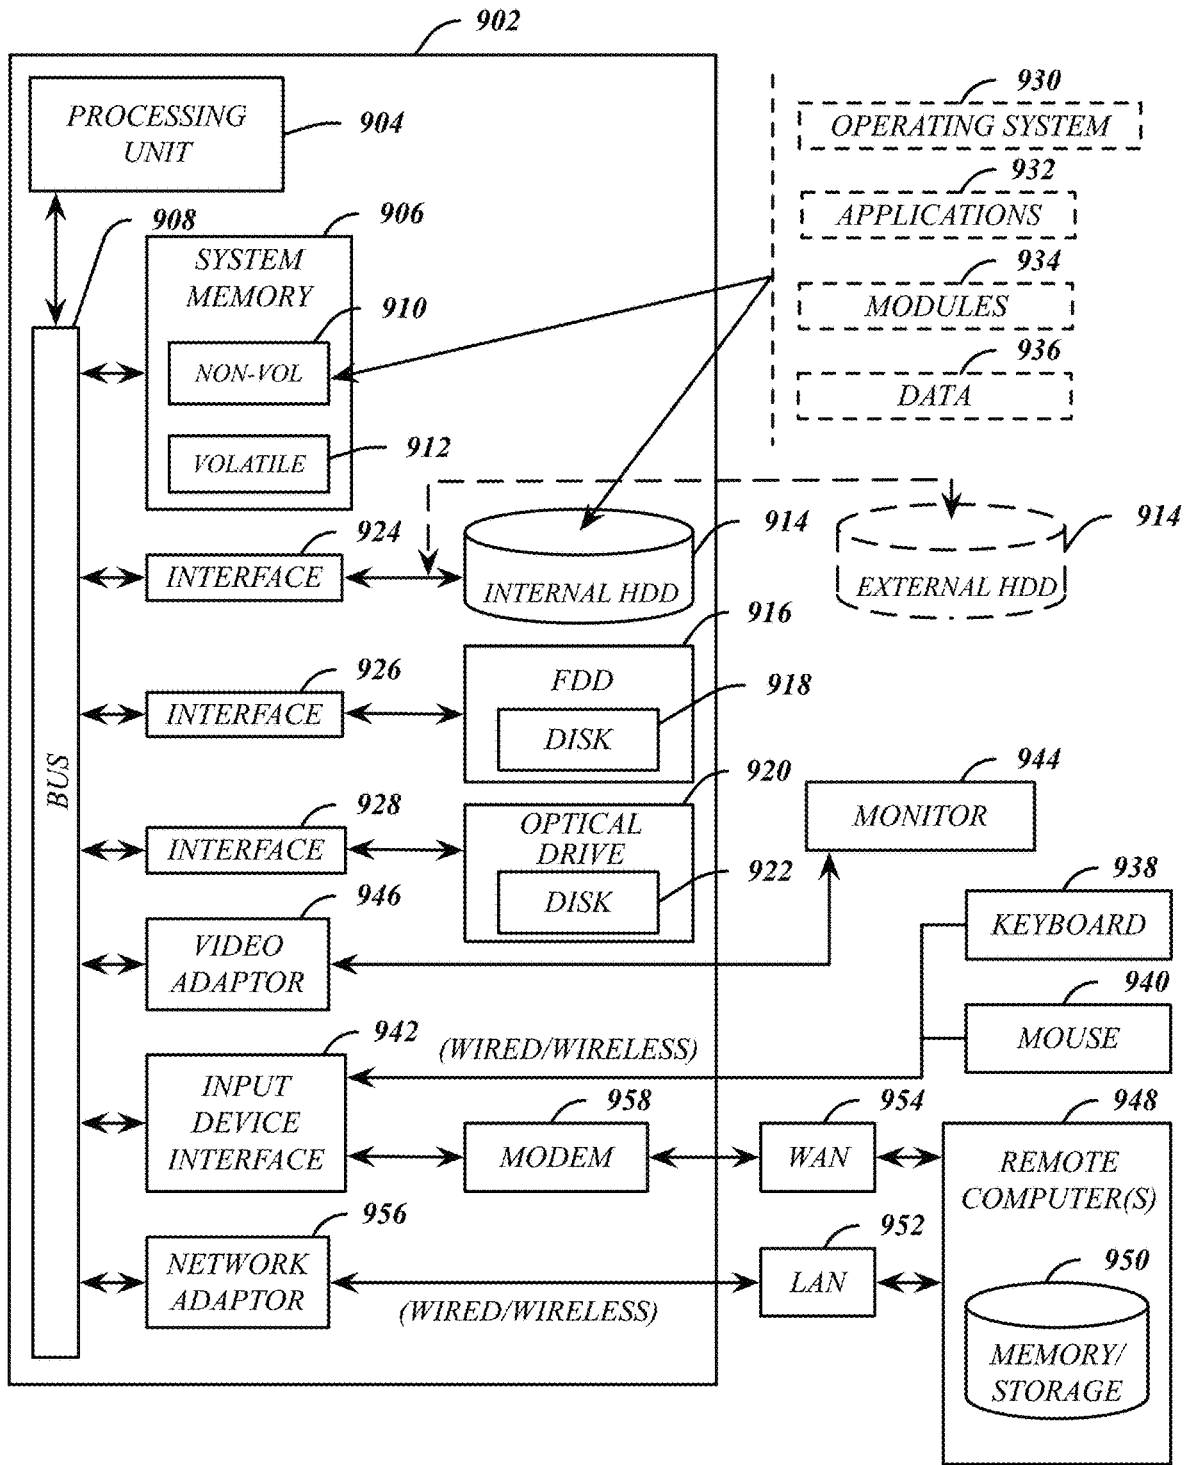 902
PROCESSING
UNIT
904
908
906
SYSTEM
MEMORY
910
NON-VOL
912
VOLATILE
930
OPERATING SYSTEM
932
APPLICATIONS
934
MODULES
936
DATA
924
INTERFACE
914
INTERNAL HDD
914
EXTERNAL HDD
926
INTERFACE
916
FDD
918
DISK
BUS
928
INTERFACE
920
OPTICAL
DRIVE
922
DISK
944
MONITOR
946
VIDEO
ADAPTOR
938
KEYBOARD
940
MOUSE
942
INPUT
DEVICE
INTERFACE
(WIRED/WIRELESS)
958
MODEM
954
WAN
948
REMOTE
COMPUTER(S)
956
NETWORK
ADAPTOR
(WIRED/WIRELESS)
952
LAN
950
MEMORY/
STORAGE